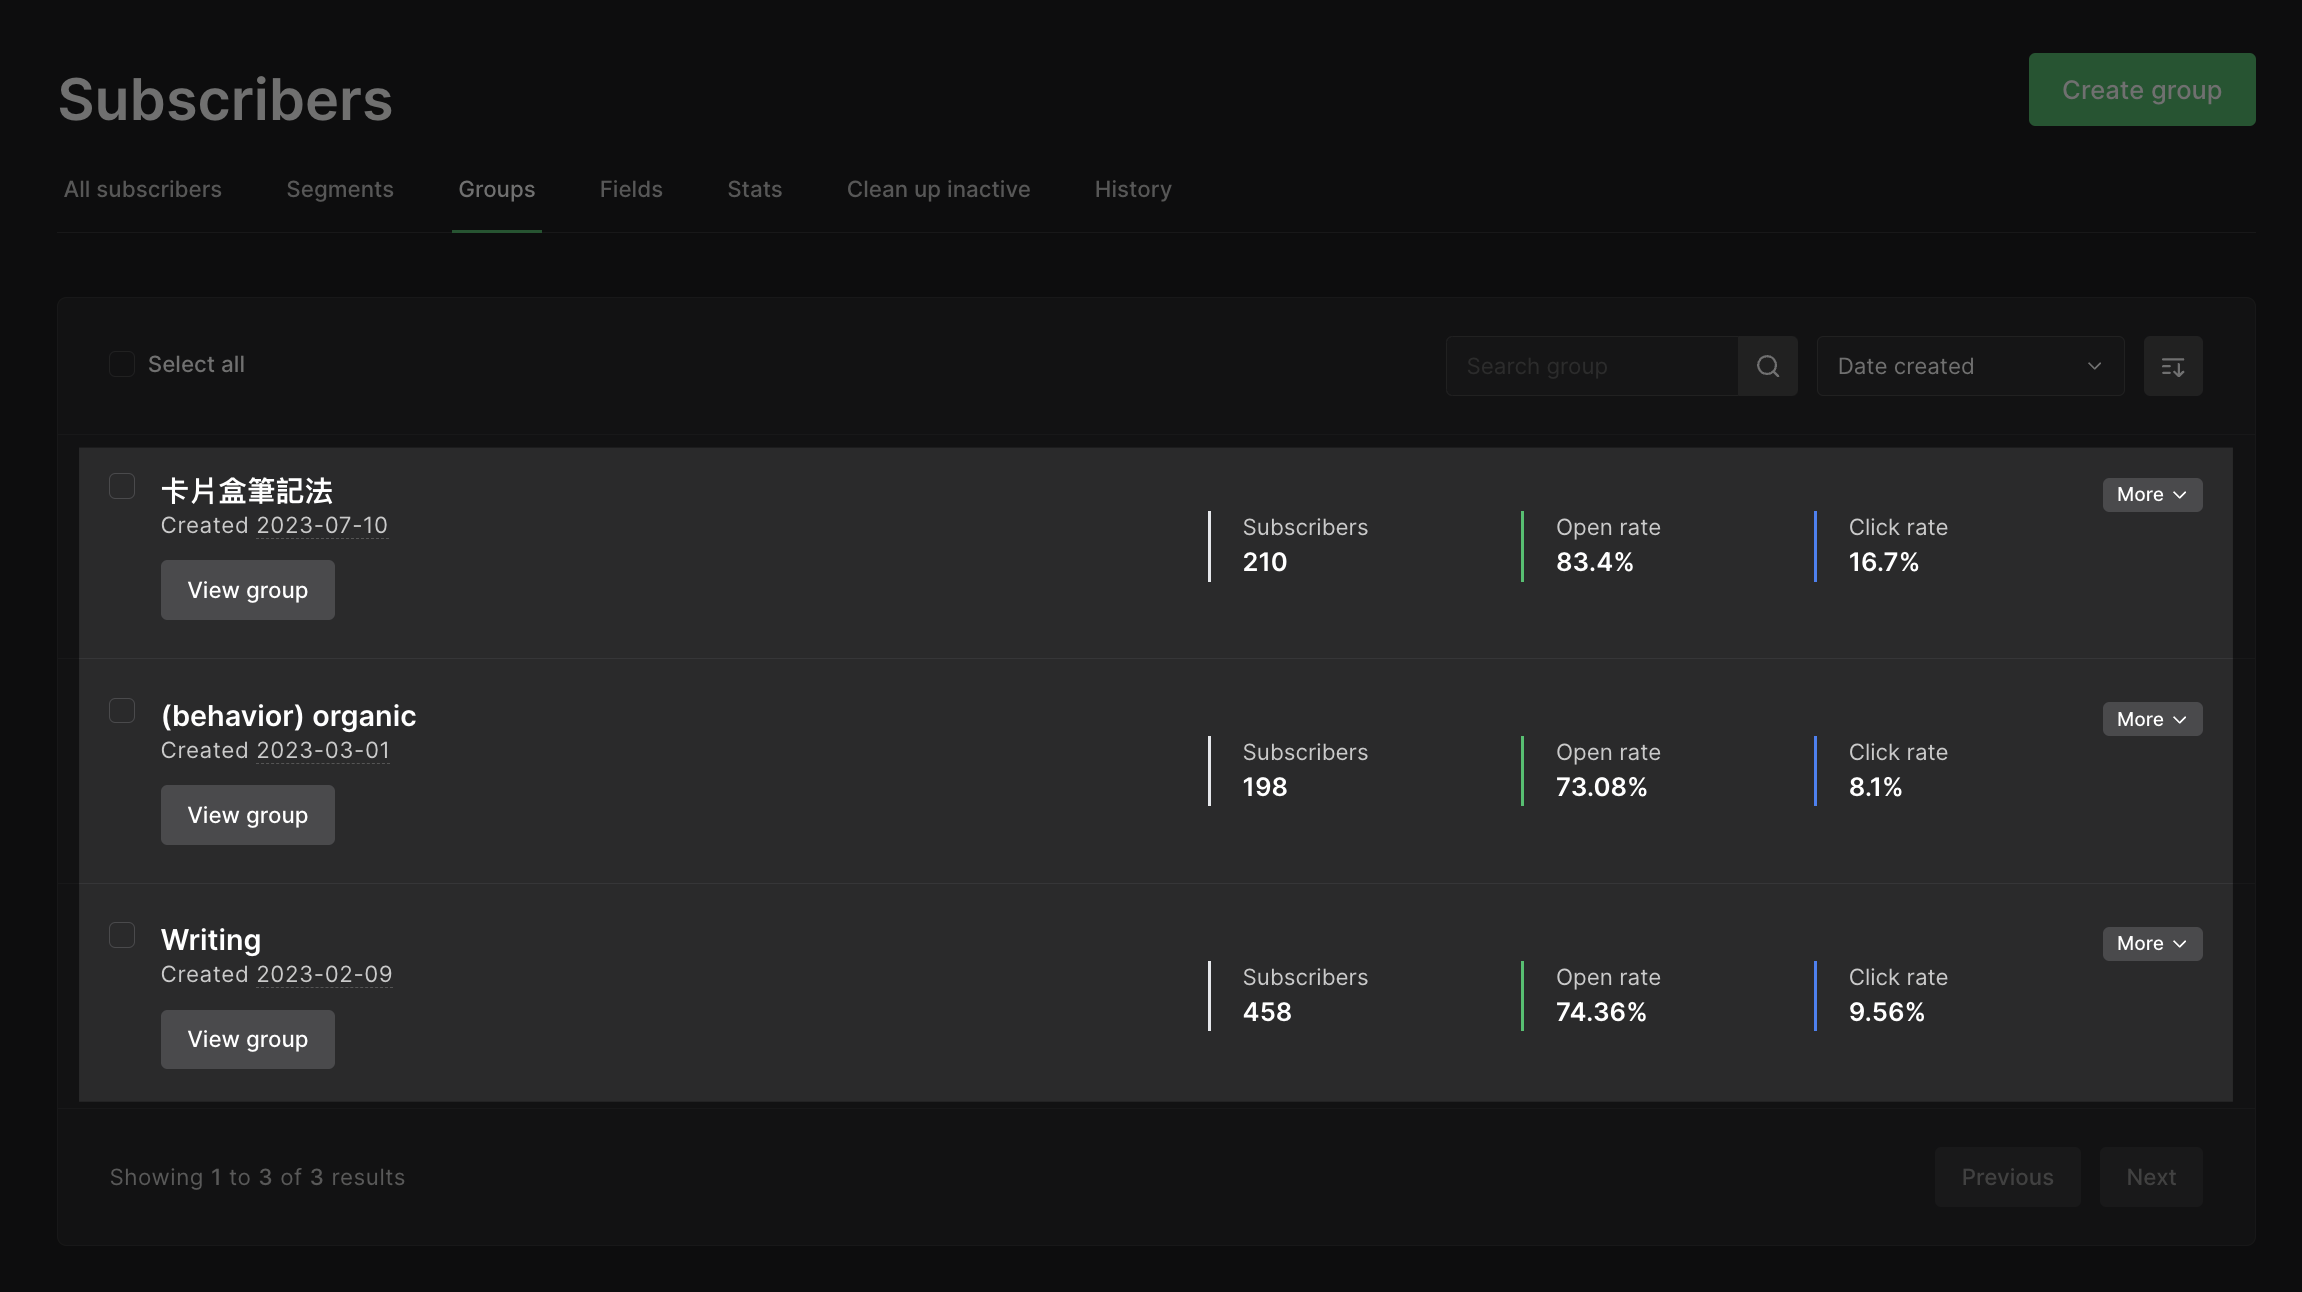 Subscribers
Create group
All subscribers Segments Groups Fields Stats Clean up inactive History
Select all
Search group
Date created
卡片盒筆記法
Created 2023-07-10
View group
Subscribers
210
Open rate
83.4%
Click rate
16.7%
More
(behavior) organic
Created 2023-03-01
View group
Subscribers
198
Open rate
73.08%
Click rate
8.1%
More
Writing
Created 2023-02-09
View group
Subscribers
458
Open rate
74.36%
Click rate
9.56%
More
Showing 1 to 3 of 3 results
Previous
Next